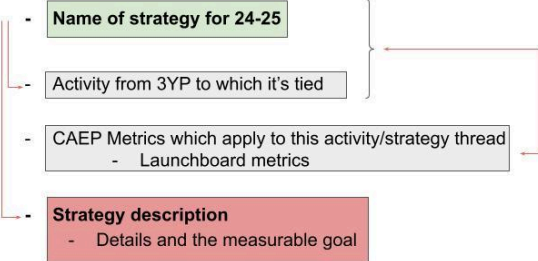 - Name of strategy for 24-25
- Activity from 3YP to which it's tied
- CAEP Metrics which apply to this activity/strategy thread
- Launchboard metrics
- Strategy description
- Details and the measurable goal